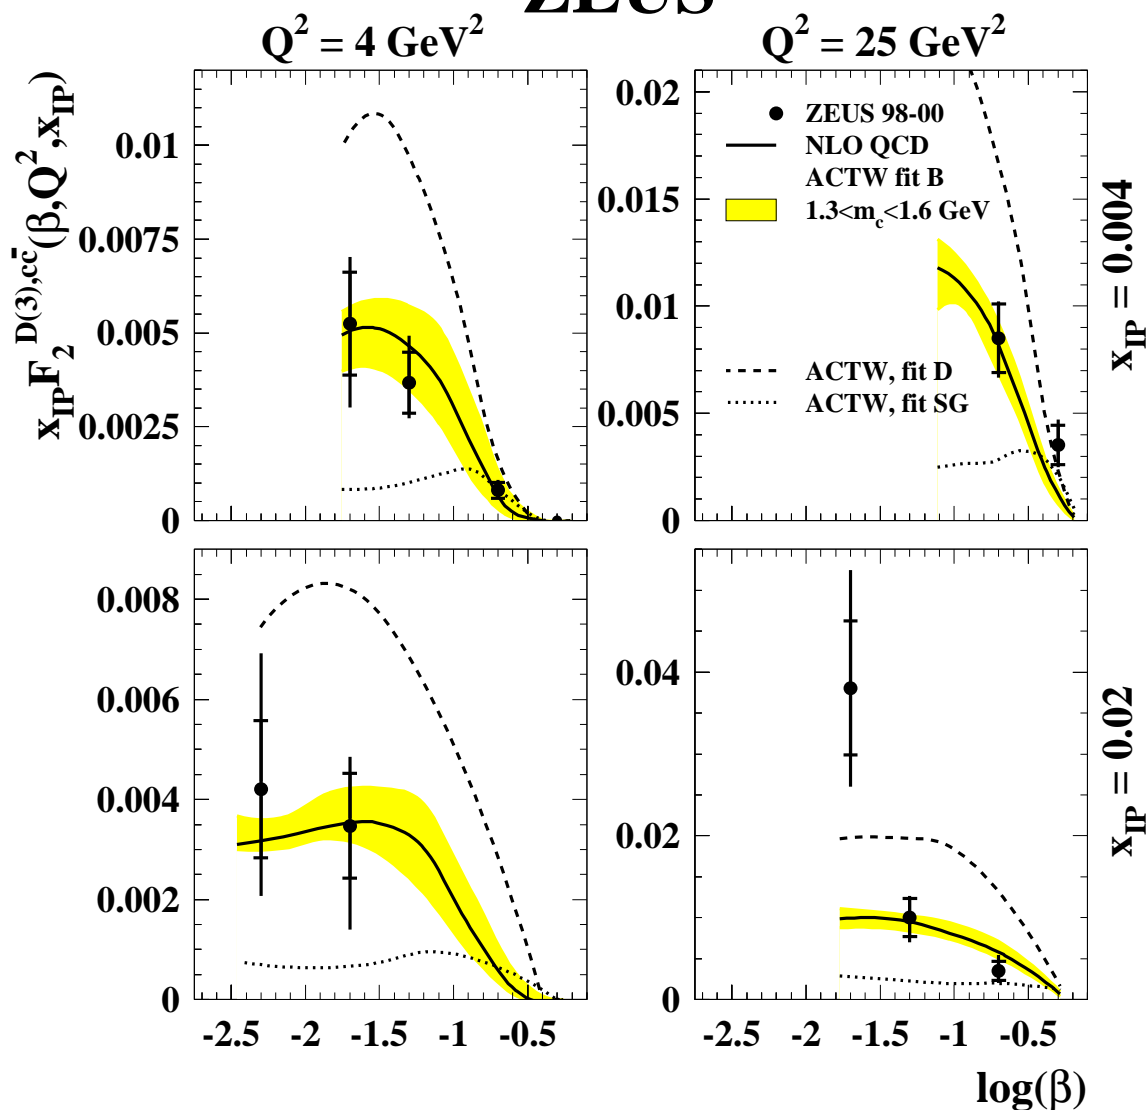 ZEUS
Q² = 4 GeV²
Q² = 25 GeV²
x_IP F₂^D(3),cc̄(β,Q²,x_IP)
0.01
0.0075
0.005
0.0025
0
0.02
0.015
0.01
0.005
0
ZEUS 98-00
NLO QCD
ACTW fit B
1.3<m_c<1.6 GeV
ACTW, fit D
ACTW, fit SG
x_IP = 0.004
0.008
0.006
0.004
0.002
0
-2.5 -2 -1.5 -1 -0.5
0.04
0.02
0
-2.5 -2 -1.5 -1 -0.5
x_IP = 0.02
log(β)